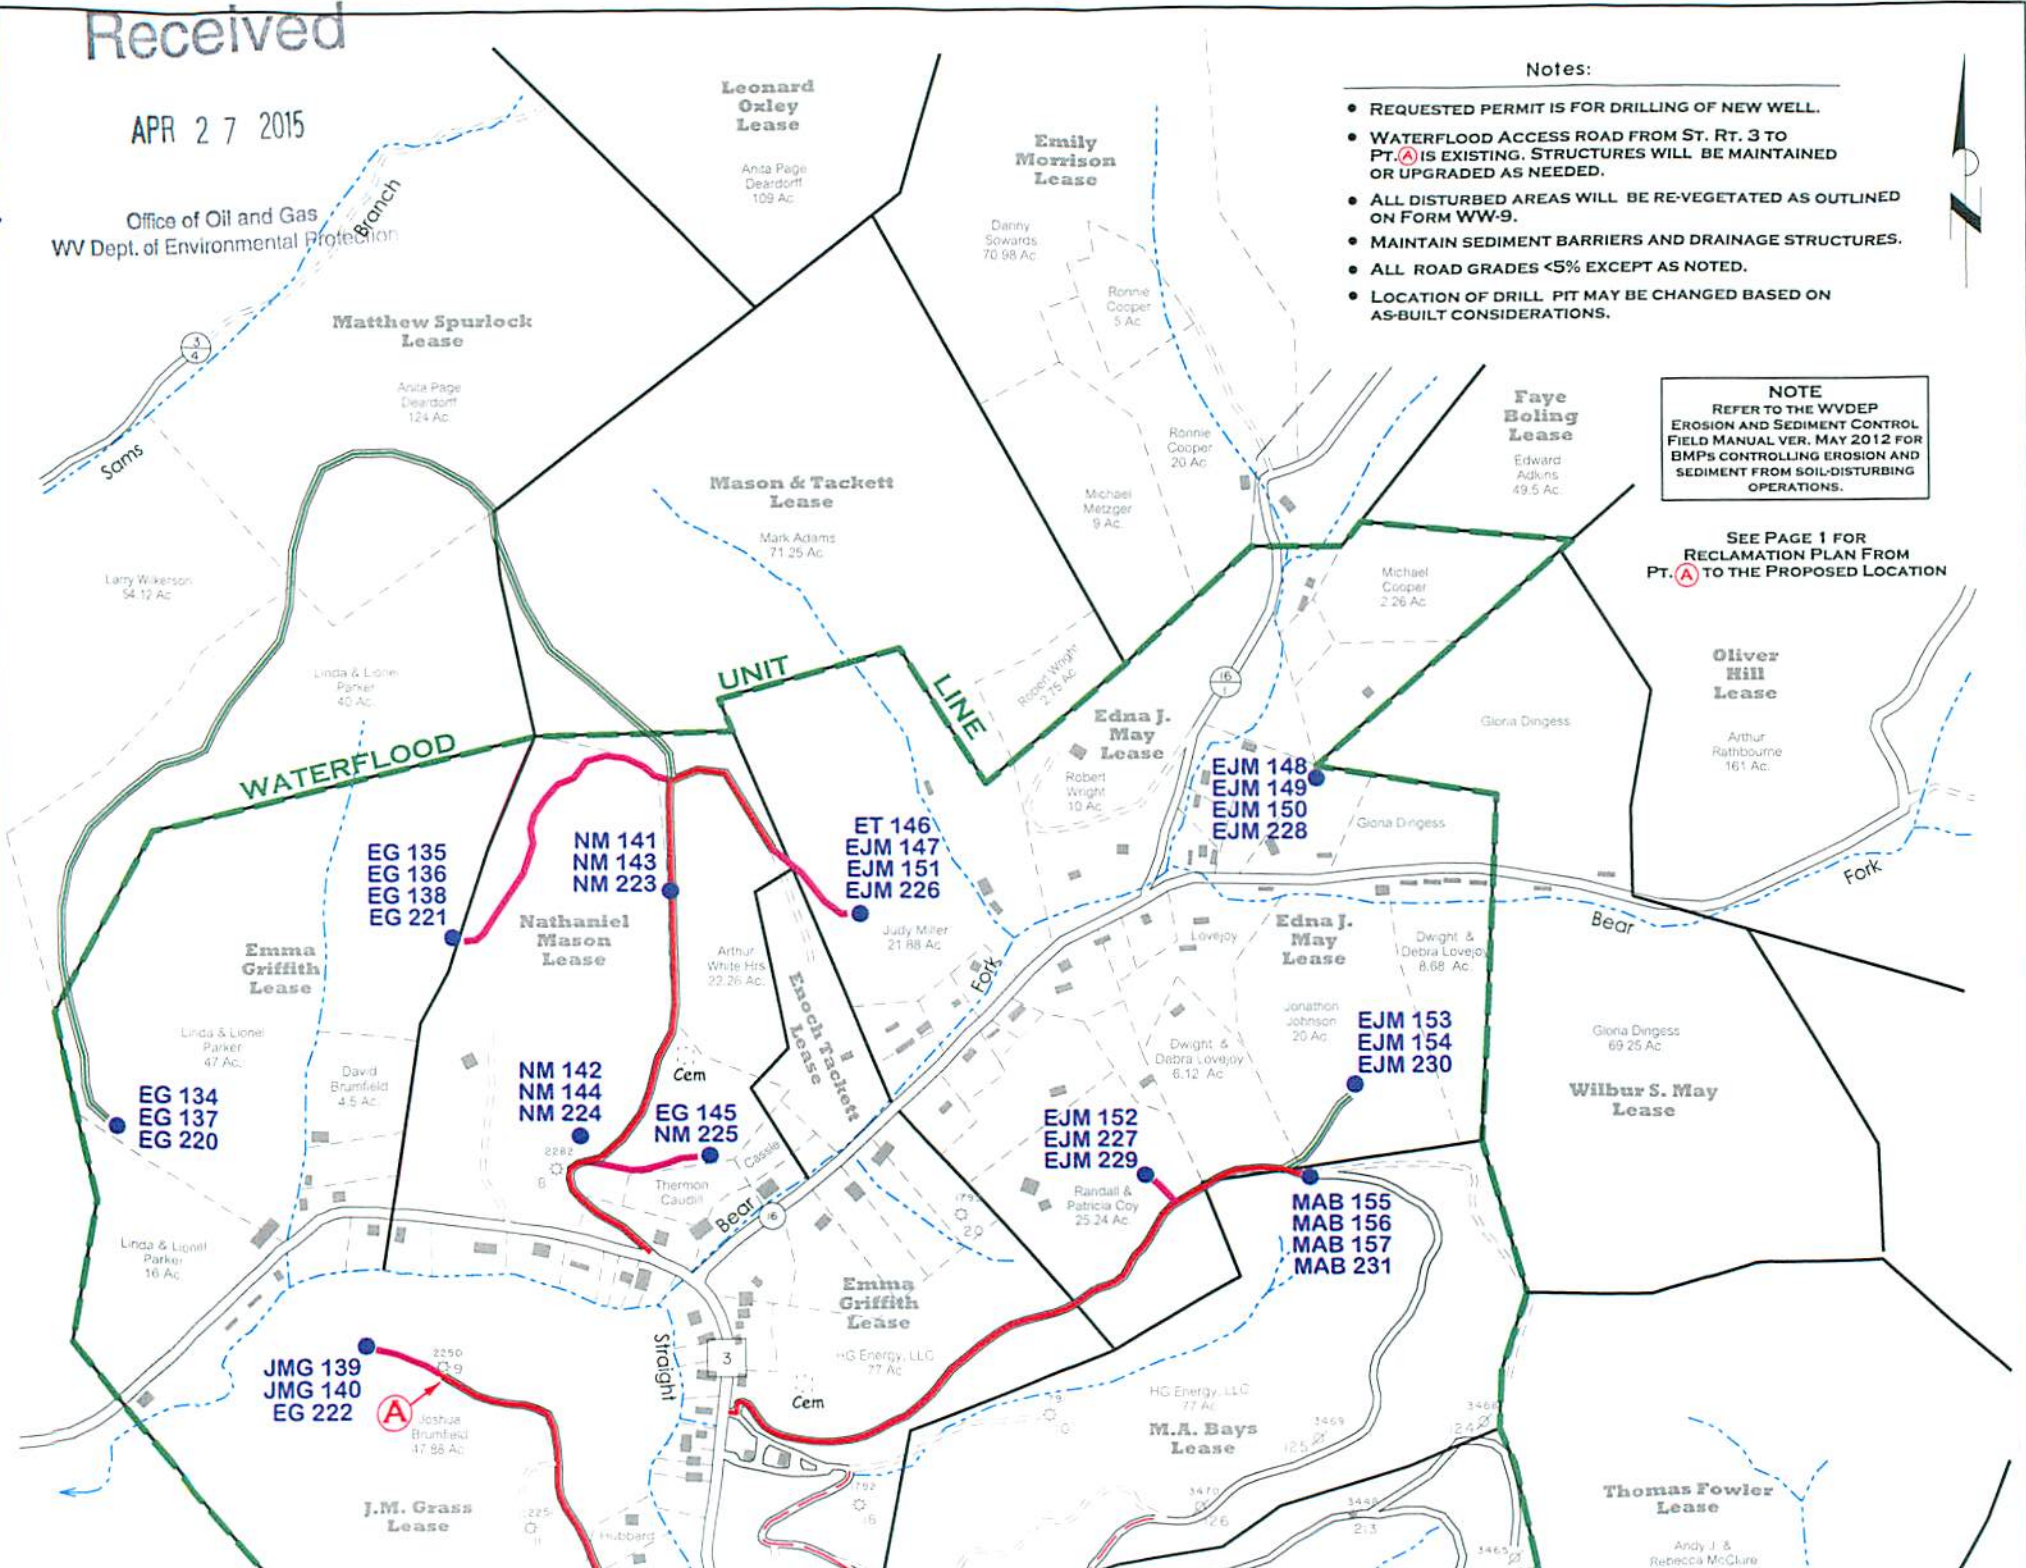 Received
APR 27 2015
Office of Oil and Gas
WV Dept. of Environmental Protection
Branch
Sams
3
4
Leonard
Oxley
Lease
Anita Page
Deardorff
109 Ac
Emily
Morrison
Lease
Danny
Sowards
70.98 Ac
Ronnie
Cooper
5 Ac
Notes:
• REQUESTED PERMIT IS FOR DRILLING OF NEW WELL.
• WATERFLOOD ACCESS ROAD FROM ST. RT. 3 TO
PT. A IS EXISTING. STRUCTURES WILL BE MAINTAINED
OR UPGRADED AS NEEDED.
• ALL DISTURBED AREAS WILL BE RE-VEGETATED AS OUTLINED
ON FORM WW-9.
• MAINTAIN SEDIMENT BARRIERS AND DRAINAGE STRUCTURES.
• ALL ROAD GRADES <5% EXCEPT AS NOTED.
• LOCATION OF DRILL PIT MAY BE CHANGED BASED ON
AS-BUILT CONSIDERATIONS.
N
Matthew Spurlock
Lease
Anita Page
Deardorff
124 Ac.
Faye
Boling
Lease
Edward
Adkins
49.5 Ac.
NOTE
REFER TO THE WVDEP
EROSION AND SEDIMENT CONTROL
FIELD MANUAL VER. MAY 2012 FOR
BMPS CONTROLLING EROSION AND
SEDIMENT FROM SOIL-DISTURBING
OPERATIONS.
SEE PAGE 1 FOR
RECLAMATION PLAN FROM
PT. A TO THE PROPOSED LOCATION
Mason & Tackett
Lease
Mark Adams
71.25 Ac
Ronnie
Cooper
20 Ac
Michael
Metzger
9 Ac.
Michael
Cooper
2.26 Ac
Larry Wilkerson
54.12 Ac
Linda & Lionel
Parker
40 Ac.
WATERFLOOD
UNIT
LINE
Robert Wright
2.75 Ac
16
1
Edna J.
May
Lease
Robert
Wright
10 Ac
Oliver
Hill
Lease
Arthur
Rathbourne
161 Ac.
Gloria Dingess
Gloria Dingess
EJM 148
EJM 149
EJM 150
EJM 228
EG 135
EG 136
EG 138
EG 221
NM 141
NM 143
NM 223
ET 146
EJM 147
EJM 151
EJM 226
Judy Miller
21.88 Ac
Nathaniel
Mason
Lease
Arthur
White Hrs
22.26 Ac.
Enoch Tackett
Lease
Emma
Griffith
Lease
Linda & Lionel
Parker
47 Ac.
David
Brumfield
4.5 Ac.
Fork
Lovejoy
Edna J.
May
Lease
Dwight &
Debra Lovejoy
8.68 Ac.
Bear
Fork
Jonathon
Johnson
20 Ac.
Dwight &
Debra Lovejoy
6.12 Ac
EJM 153
EJM 154
EJM 230
Gloria Dingess
69.25 Ac
Wilbur S. May
Lease
EG 134
EG 137
EG 220
NM 142
NM 144
NM 224
Cem
EG 145
NM 225
2282
8
Cassie
Thermon
Caudill
Bear
16
EJM 152
EJM 227
EJM 229
Randall &
Patricia Coy
25.24 Ac.
20
MAB 155
MAB 156
MAB 157
MAB 231
Linda & Lionel
Parker
16 Ac
Emma
Griffith
Lease
HG Energy, LLC
77 Ac
Straight
3
Cem
JMG 139
JMG 140
EG 222
2250
9
A
Joshua
Brumfield
47.88 Ac
HG Energy, LLC
77 Ac
M.A. Bays
Lease
3469
125
3470
126
3448
213
3465
J.M. Grass
Lease
Hubbard
Thomas Fowler
Lease
Andy J. &
Rebecca McClure